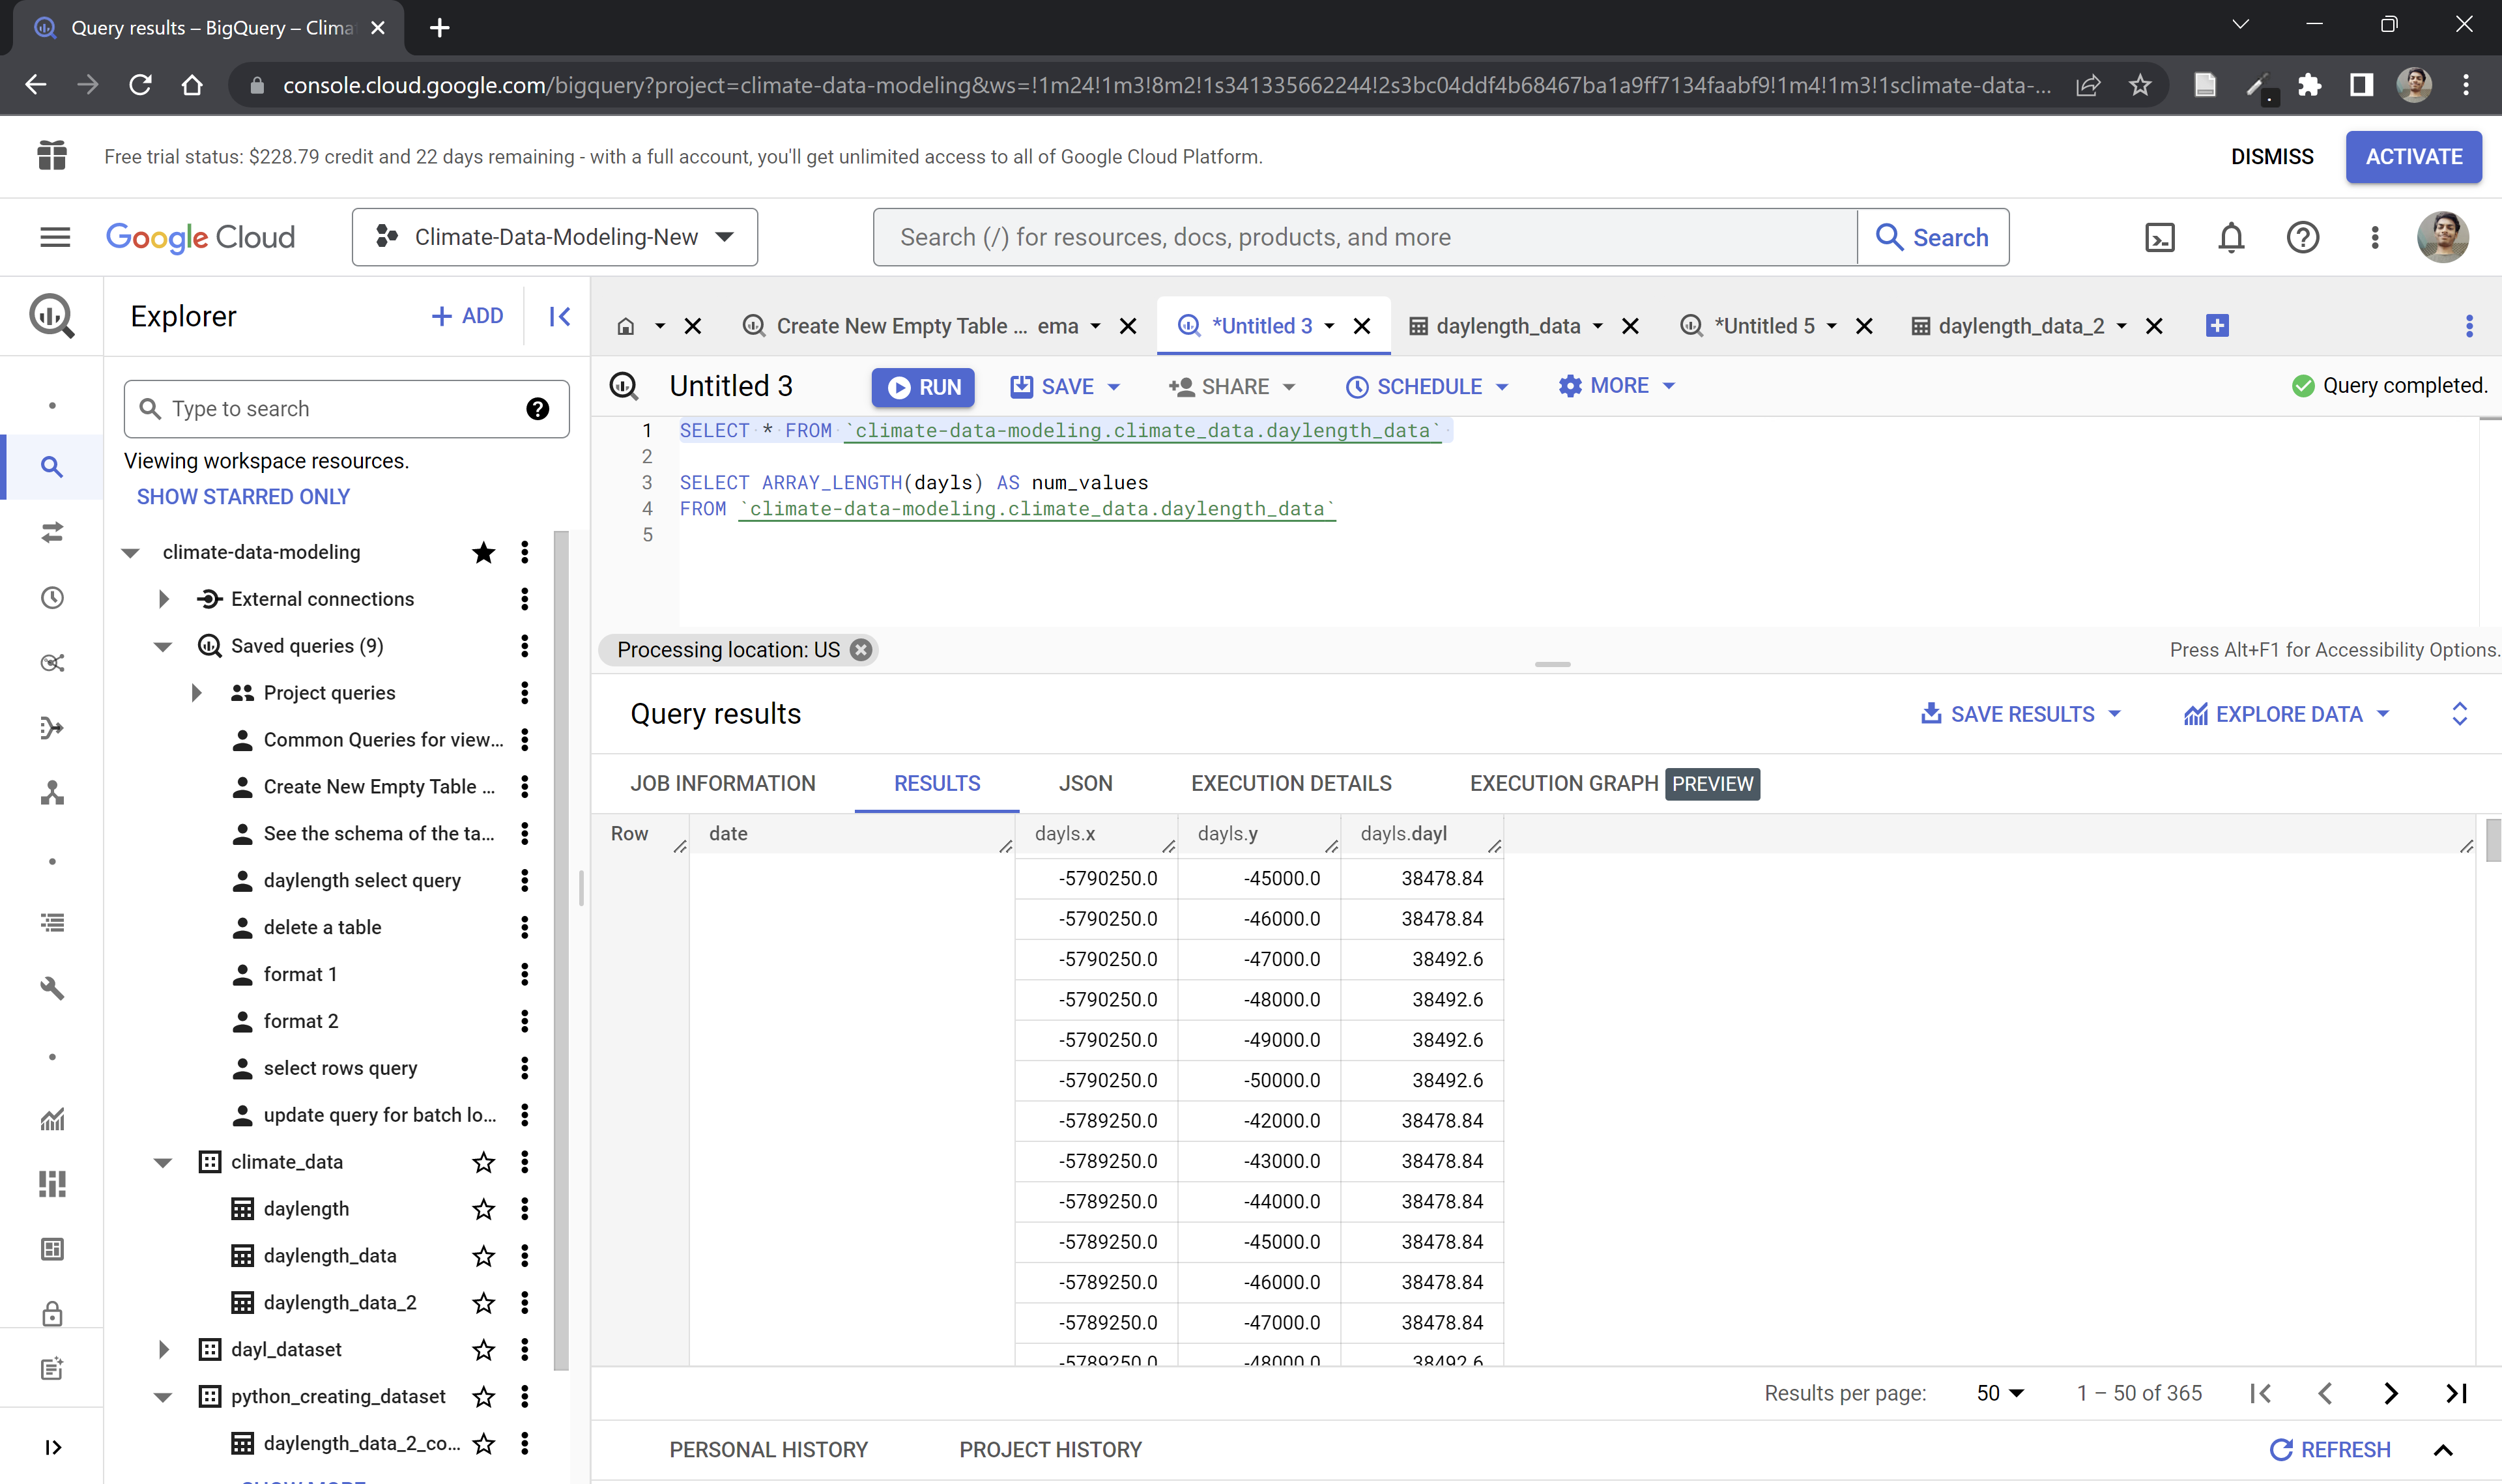 Query results – BigQuery – Clima
console.cloud.google.com/bigquery?project=climate-data-modeling&ws=!1m24!1m3!8m2!1s341335662244!2s3bc04ddf4b68467ba1a9ff7134faabf9!1m4!1m3!1sclimate-data-...
Free trial status: $228.79 credit and 22 days remaining - with a full account, you'll get unlimited access to all of Google Cloud Platform.
DISMISS
ACTIVATE
Google Cloud
Climate-Data-Modeling-New
Search (/) for resources, docs, products, and more
Search
Explorer
+ ADD
Create New Empty Table ... ema
*Untitled 3
daylength_data
*Untitled 5
daylength_data_2
Untitled 3
RUN
SAVE
SHARE
SCHEDULE
MORE
Query completed.
Type to search
Viewing workspace resources.
SHOW STARRED ONLY
climate-data-modeling
External connections
Saved queries (9)
Project queries
Common Queries for view...
Create New Empty Table ...
See the schema of the ta...
daylength select query
delete a table
format 1
format 2
select rows query
update query for batch lo...
climate_data
daylength
daylength_data
daylength_data_2
dayl_dataset
python_creating_dataset
daylength_data_2_co...
SHOW MORE
1 SELECT * FROM `climate-data-modeling.climate_data.daylength_data`
2
3 SELECT ARRAY_LENGTH(dayls) AS num_values
4 FROM `climate-data-modeling.climate_data.daylength_data`
5
Processing location: US
Press Alt+F1 for Accessibility Options.
Query results
SAVE RESULTS
EXPLORE DATA
JOB INFORMATION
RESULTS
JSON
EXECUTION DETAILS
EXECUTION GRAPH PREVIEW
Row date dayls.x dayls.y dayls.dayl
-5790250.0 -45000.0 38478.84
-5790250.0 -46000.0 38478.84
-5790250.0 -47000.0 38492.6
-5790250.0 -48000.0 38492.6
-5790250.0 -49000.0 38492.6
-5790250.0 -50000.0 38492.6
-5789250.0 -42000.0 38478.84
-5789250.0 -43000.0 38478.84
-5789250.0 -44000.0 38478.84
-5789250.0 -45000.0 38478.84
-5789250.0 -46000.0 38478.84
-5789250.0 -47000.0 38478.84
-5789250.0 -48000.0 38492.6
Results per page: 50 1 – 50 of 365
PERSONAL HISTORY
PROJECT HISTORY
REFRESH